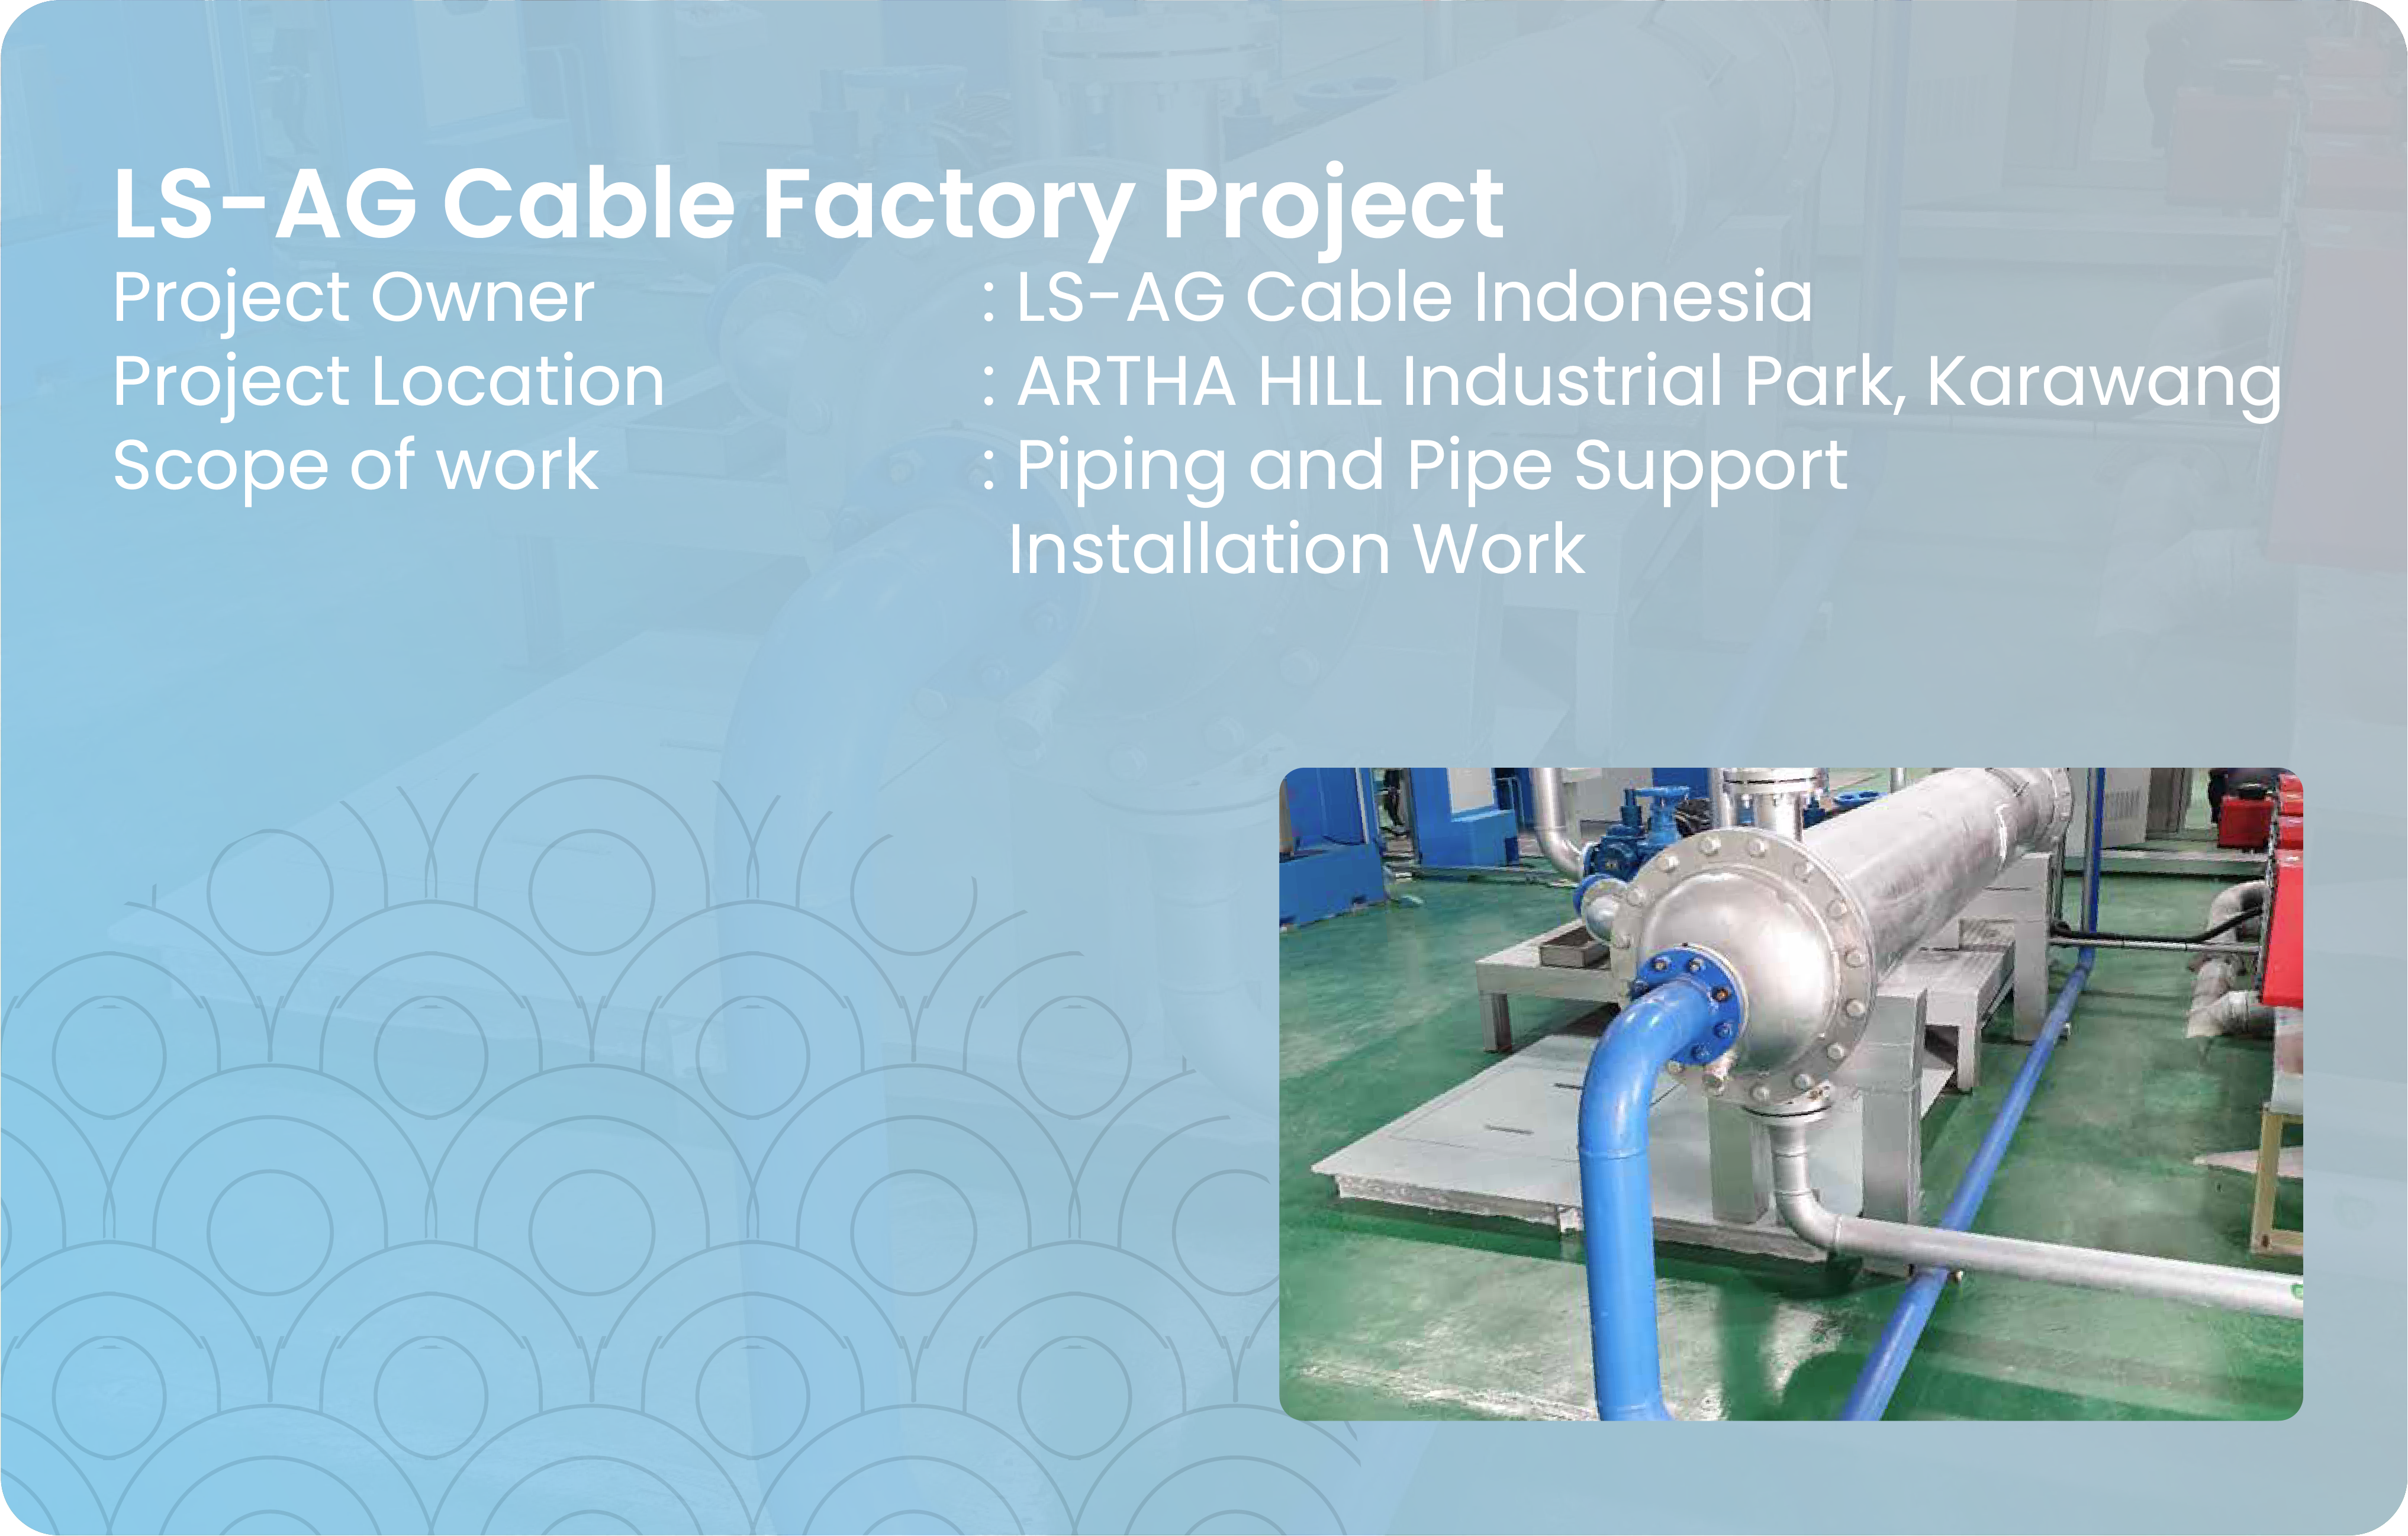 LS-AG Cable Factory Project
Project Owner : LS-AG Cable Indonesia
Project Location : ARTHA HILL Industrial Park, Karawang
Scope of work : Piping and Pipe Support
Installation Work